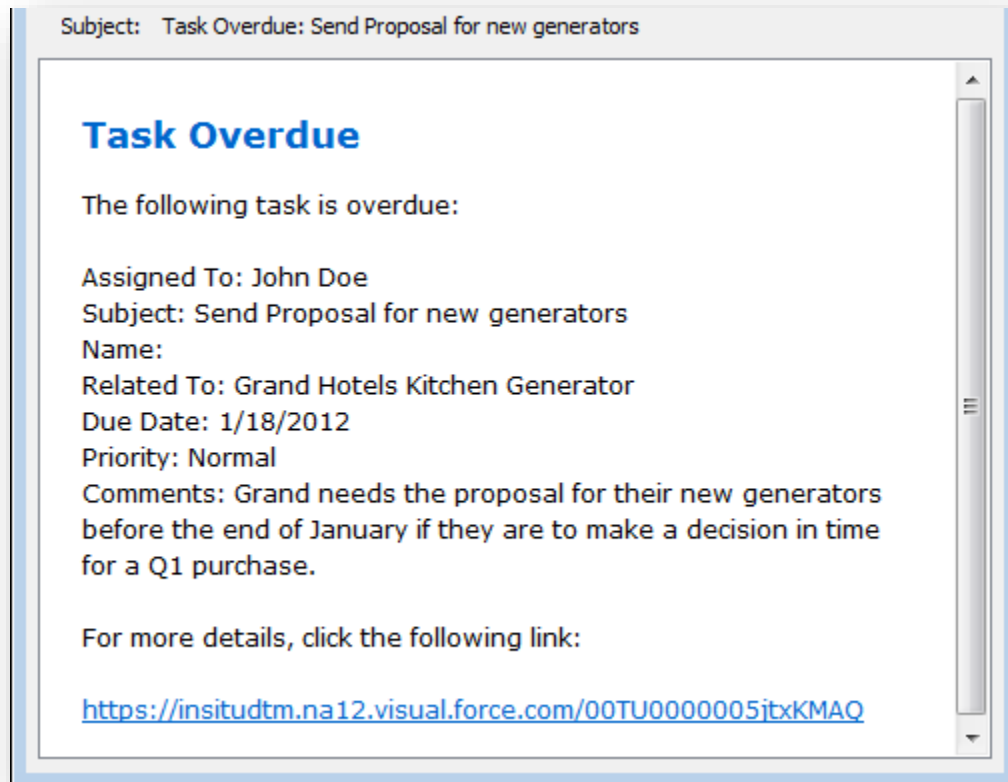 Subject: Task Overdue: Send Proposal for new generators
Task Overdue
The following task is overdue:
Assigned To: John Doe
Subject: Send Proposal for new generators
Name:
Related To: Grand Hotels Kitchen Generator
Due Date: 1/18/2012
Priority: Normal
Comments: Grand needs the proposal for their new generators
before the end of January if they are to make a decision in time
for a Q1 purchase.
For more details, click the following link:
https://insitudtm.na12.visual.force.com/00TU0000005jtxKMAQ